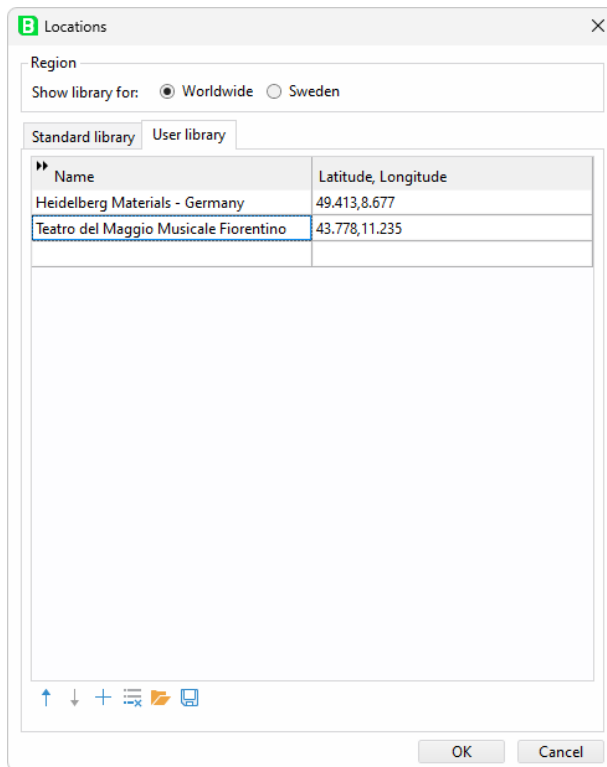 B Locations
Region
Show library for: Worldwide Sweden
Standard library User library
Name Latitude, Longitude
Heidelberg Materials - Germany 49.413,8.677
Teatro del Maggio Musicale Fiorentino 43.778,11.235
OK Cancel